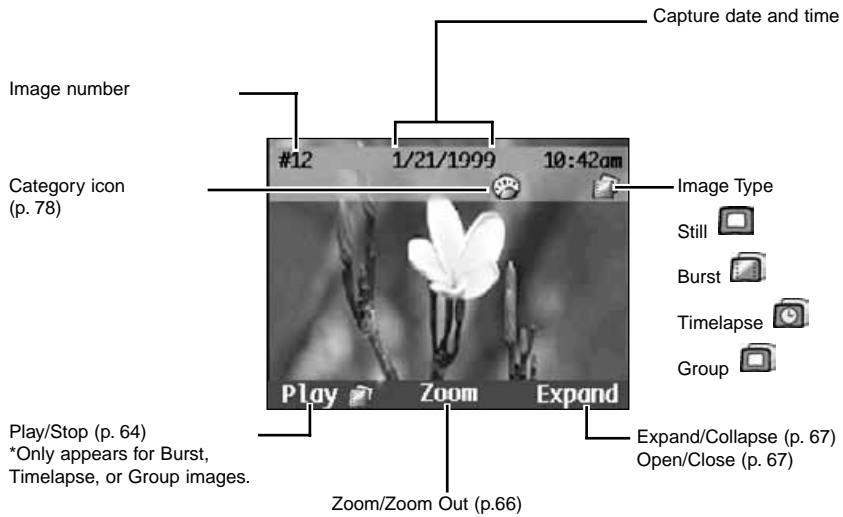 Capture date and time
Image number
#12 1/21/1999 10:42am
Category icon
(p. 78)
Image Type
Still
Burst
Timelapse
Group
Play Zoom Expand
Play/Stop (p. 64)
*Only appears for Burst,
Timelapse, or Group images.
Expand/Collapse (p. 67)
Open/Close (p. 67)
Zoom/Zoom Out (p.66)